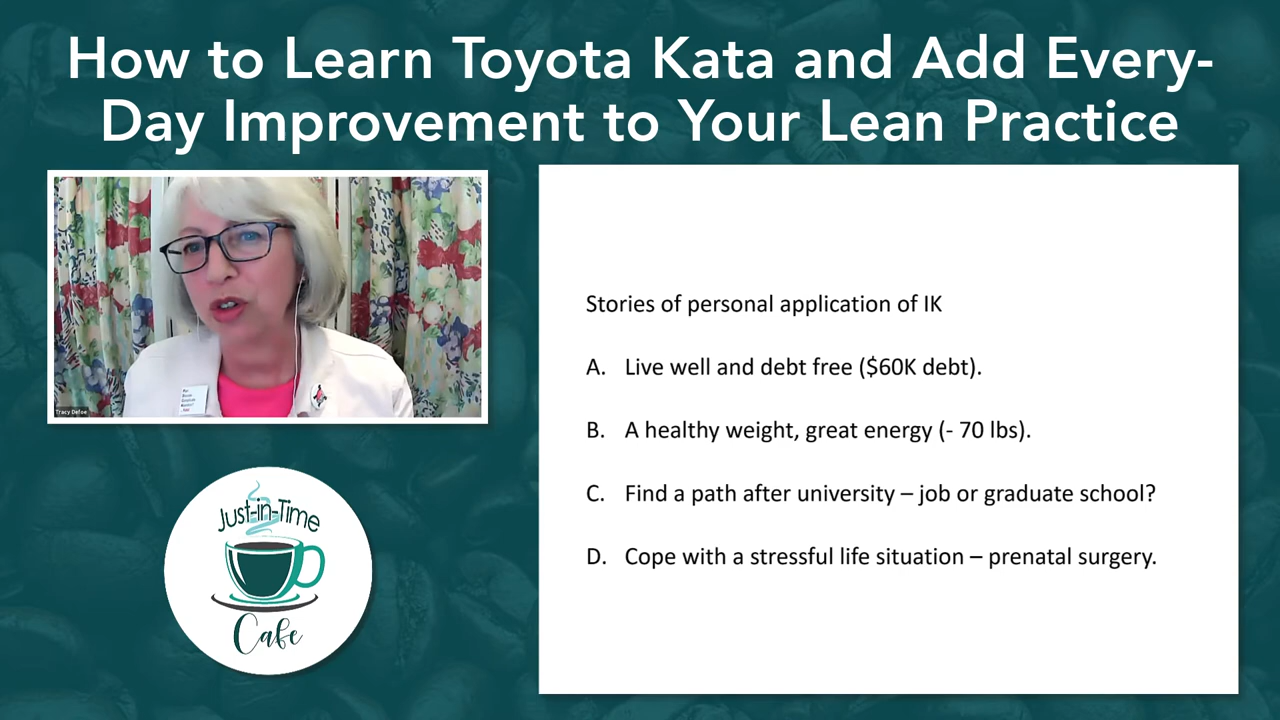 How to Learn Toyota Kata and Add Every-
Day Improvement to Your Lean Practice
Tracy Defoe
Just-in-Time
Cafe
Stories of personal application of IK
A. Live well and debt free ($60K debt).
B. A healthy weight, great energy (- 70 lbs).
C. Find a path after university – job or graduate school?
D. Cope with a stressful life situation – prenatal surgery.